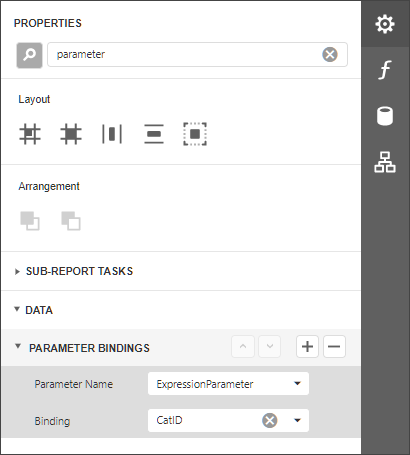 PROPERTIES
parameter
Layout
Arrangement
SUB-REPORT TASKS
DATA
PARAMETER BINDINGS
Parameter Name ExpressionParameter
Binding CatID